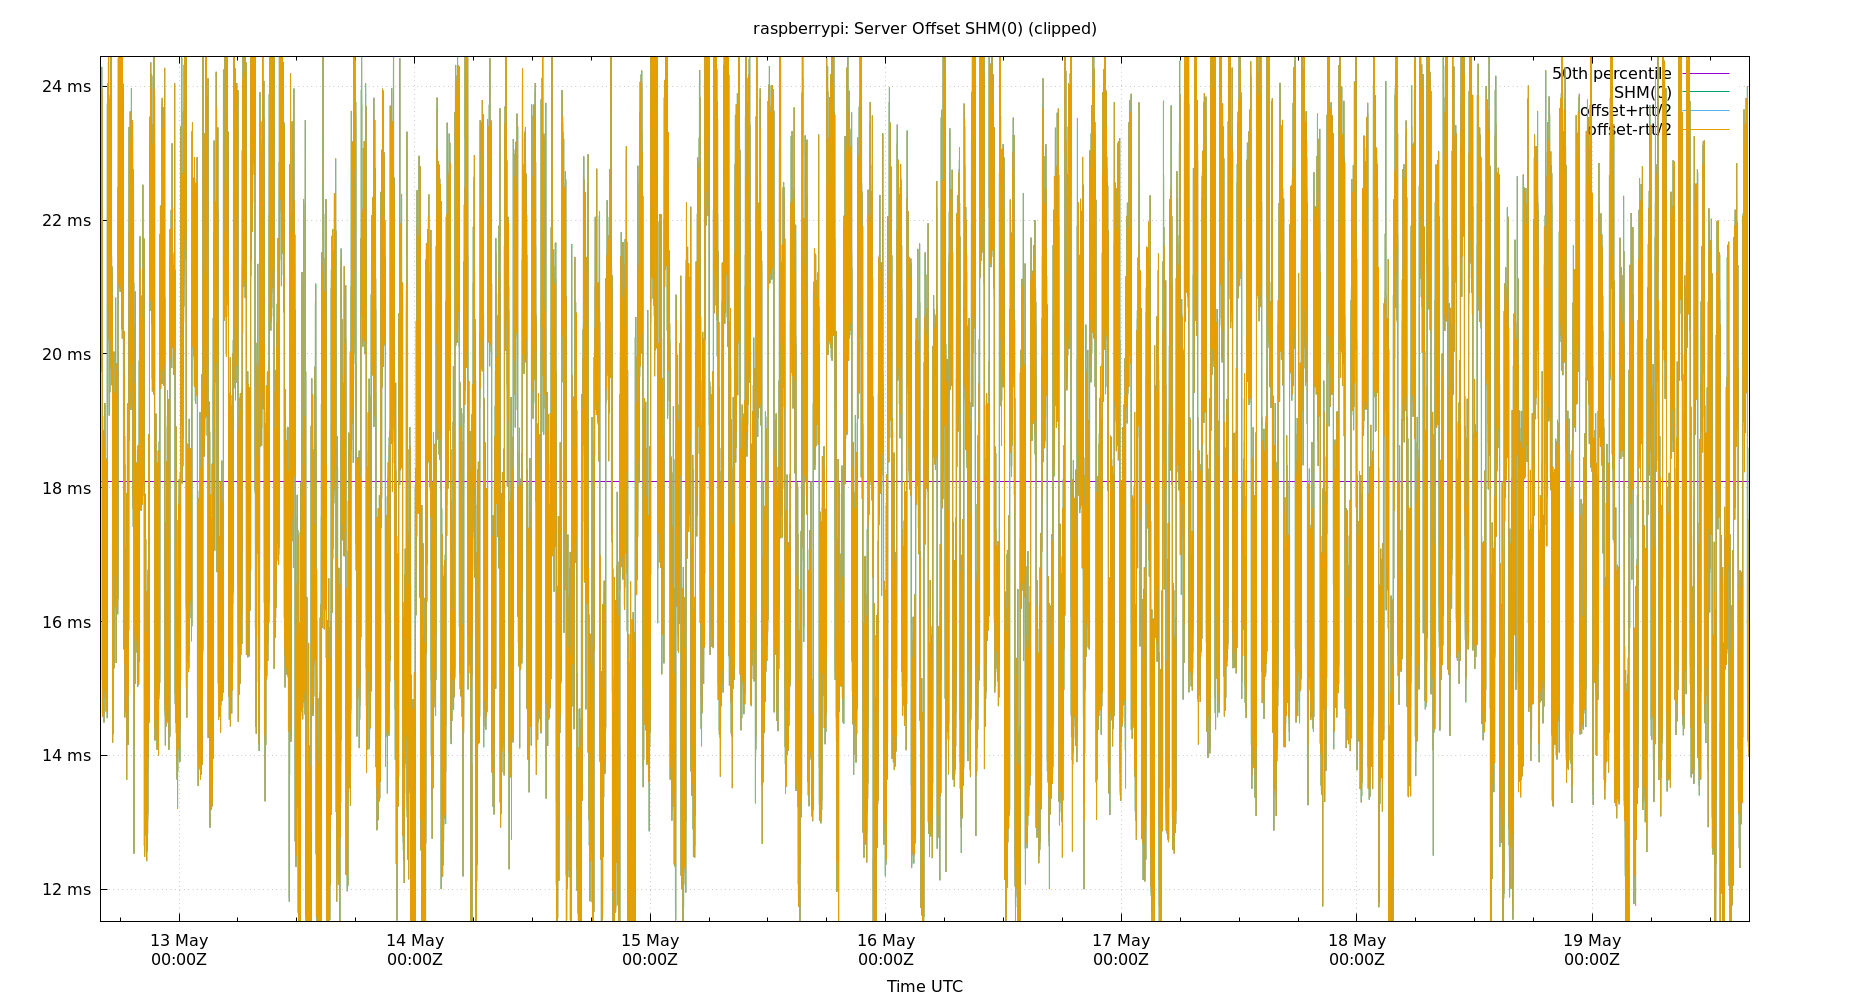 raspberrypi: Server Offset SHM(0) (clipped)
24 ms
22 ms
20 ms
18 ms
16 ms
14 ms
12 ms
50th percentile
SHM(0)
offset+rtt/2
offset-rtt/2
13 May 14 May 15 May 16 May 17 May 18 May 19 May
00:00Z 00:00Z 00:00Z 00:00Z 00:00Z 00:00Z 00:00Z
Time UTC